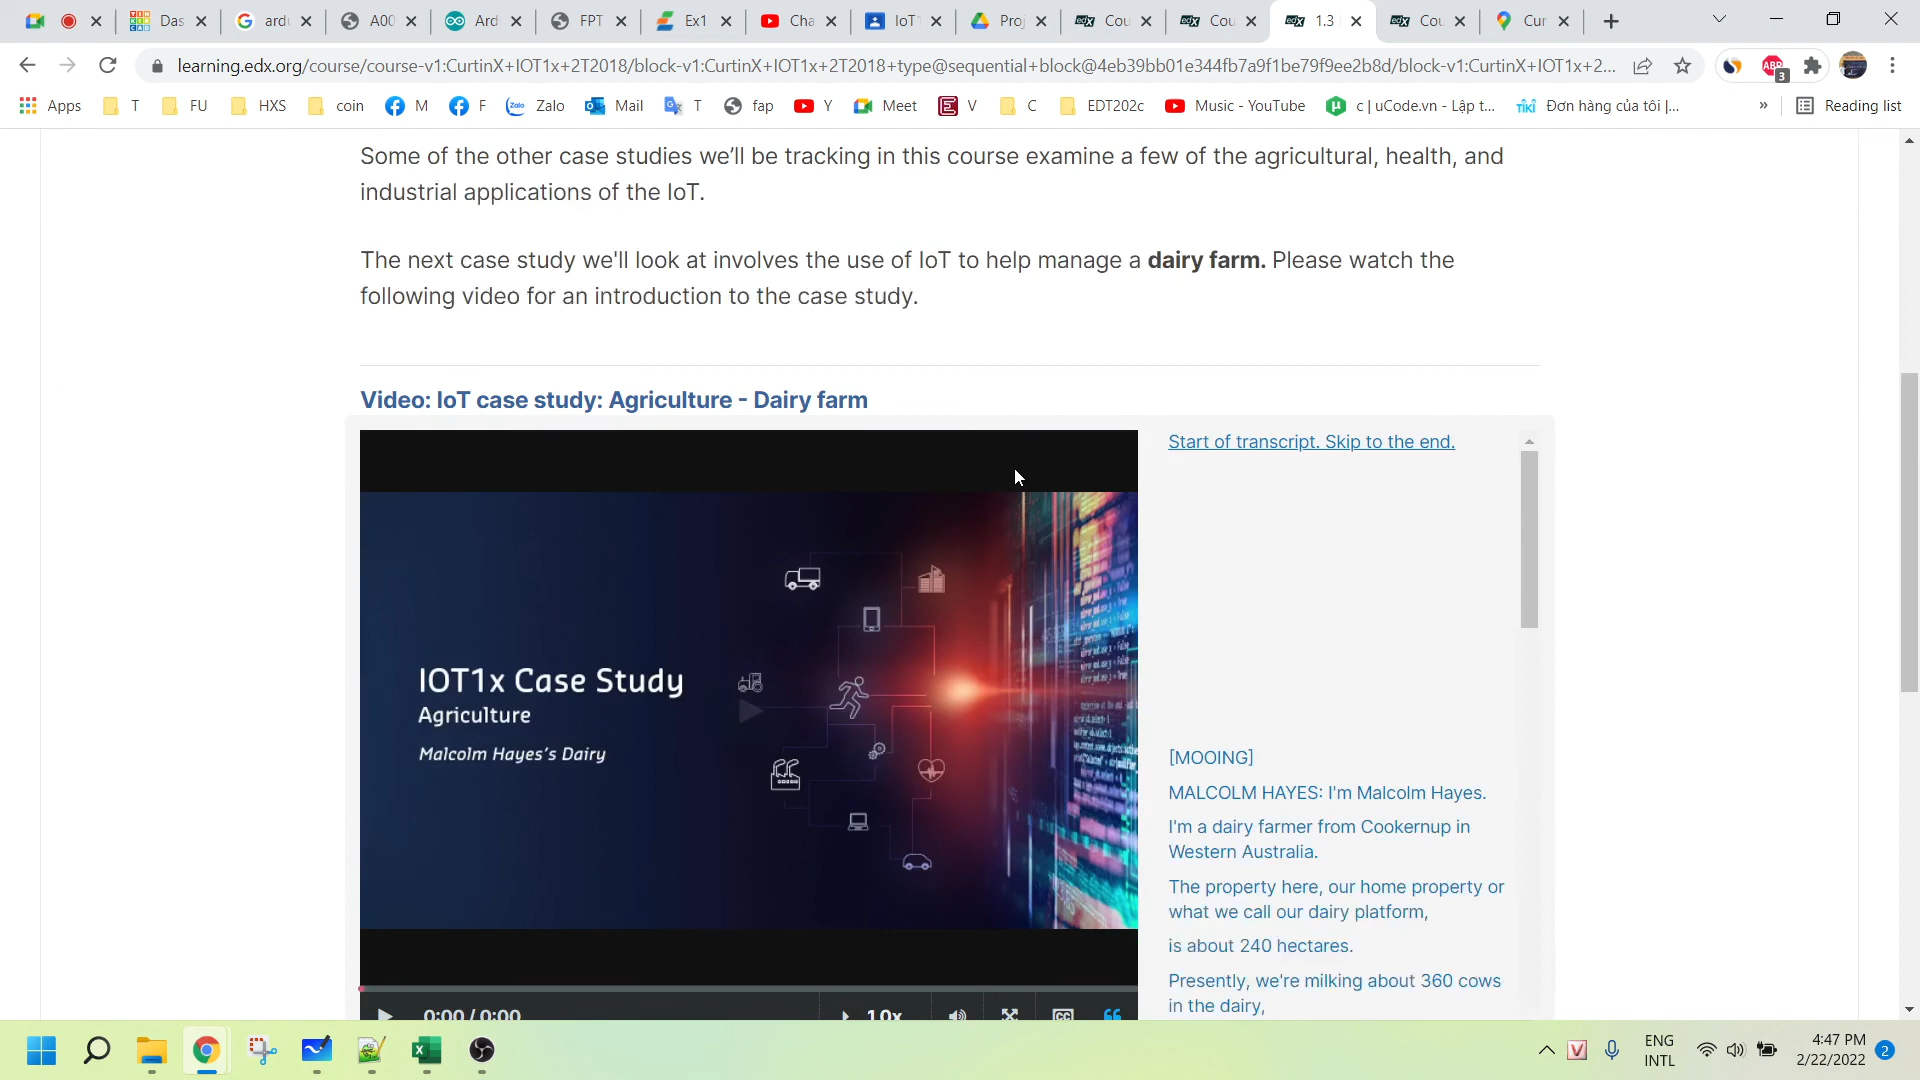 Das
ardu
A00
Ard
FPT
Ex1
Cha
IoT1
Proj
Cou
Cou
1.3
Cou
Cur
learning.edx.org/course/course-v1:CurtinX+IOT1x+2T2018/block-v1:CurtinX+IOT1x+2T2018+type@sequential+block@4eb39bb01e344fb7a9f1be79f9ee2b8d/block-v1:CurtinX+IOT1x+2...
ABP
3
Apps
T
FU
HXS
coin
M
F
Zalo
Mail
T
fap
Y
Meet
V
C
EDT202c
Music - YouTube
c | uCode.vn - Lập t...
TIKI
Đơn hàng của tôi |...
»
Reading list
Some of the other case studies we’ll be tracking in this course examine a few of the agricultural, health, and
industrial applications of the IoT.
The next case study we'll look at involves the use of IoT to help manage a dairy farm. Please watch the
following video for an introduction to the case study.
Video: IoT case study: Agriculture - Dairy farm
IOT1x Case Study
Agriculture
Malcolm Hayes's Dairy
0:00 / 0:00
1.0x
CC
Start of transcript. Skip to the end.
[MOOING]
MALCOLM HAYES: I'm Malcolm Hayes.
I'm a dairy farmer from Cookernup in
Western Australia.
The property here, our home property or
what we call our dairy platform,
is about 240 hectares.
Presently, we're milking about 360 cows
in the dairy,
ENG
INTL
4:47 PM
2/22/2022
2